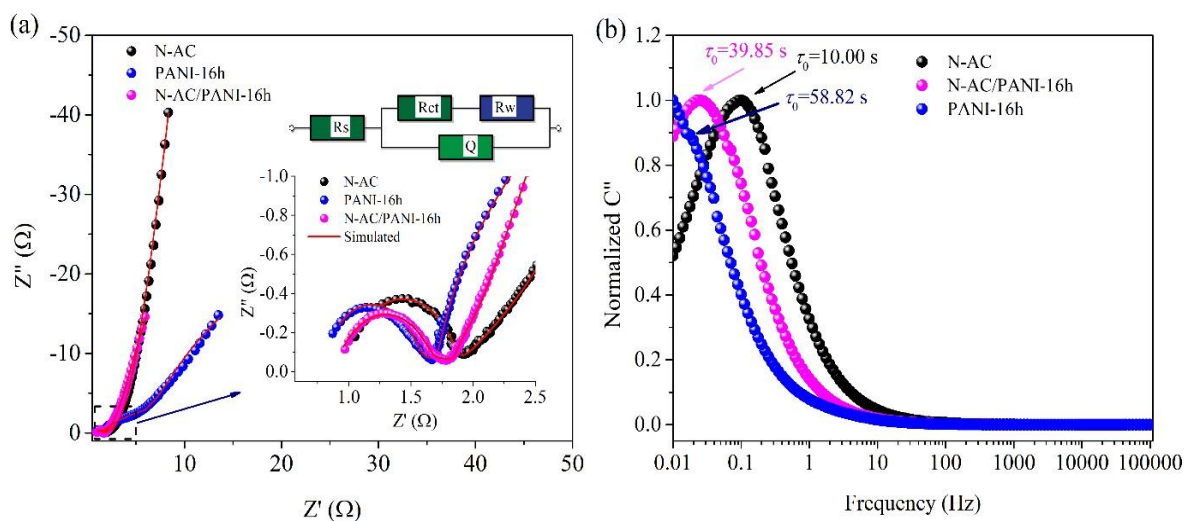 (a)
-50
-40
-30
-20
-10
0
Z'' (Ω)
N-AC
PANI-16h
N-AC/PANI-16h
Rs
Rct
Rw
Q
-1.0
-0.8
-0.6
-0.4
-0.2
0.0
Z'' (Ω)
N-AC
PANI-16h
N-AC/PANI-16h
Simulated
1.0 1.5 2.0 2.5
Z' (Ω)
10 20 30 40 50
Z' (Ω)
(b)
1.2
1.0
0.8
0.6
0.4
0.2
0.0
Normalized C''
τ₀=39.85 s
τ₀=10.00 s
τ₀=58.82 s
N-AC
N-AC/PANI-16h
PANI-16h
0.01 0.1 1 10 100 1000 100000
Frequency (Hz)